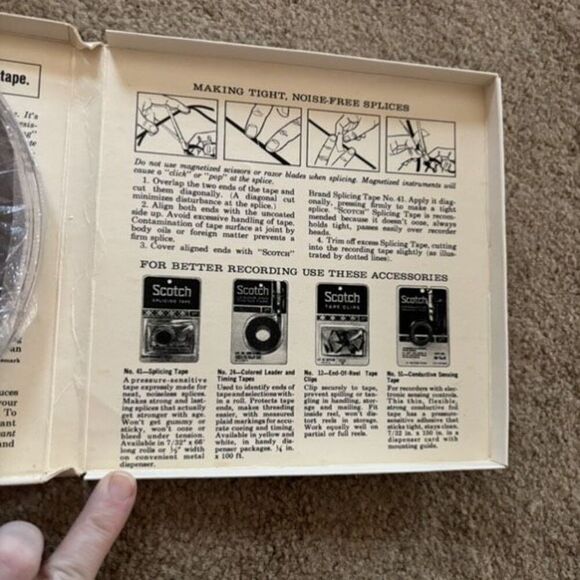 tape.
e. It's
MAKING TIGHT, NOISE-FREE SPLICES
Do not use magnetized scissors or razor blades when splicing. Magnetized instruments will
cause a "click" or "pop" at the splice.
1. Overlap the two ends of the tape and
cut them diagonally. (A diagonal cut
minimizes disturbance at the splice.)
2. Align both ends with the uncoated
side up. Avoid excessive handling of tape.
Contamination of tape surface at joint by
body oils or foreign matter prevents a
firm splice.
3. Cover aligned ends with "SCOTCH"
Brand Splicing Tape No. 41. Apply it diag-
onally, pressing firmly to make a tight
splice. "SCOTCH" Splicing Tape is recom-
mended because it doesn't ooze, always
holds tight, passes easily over recorder
heads.
4. Trim off excess Splicing Tape, cutting
into the recording tape slightly (as illus-
trated by dotted lines).
FOR BETTER RECORDING USE THESE ACCESSORIES
Scotch
SPLICING TAPE
Scotch
Scotch
TAPE CLIPS
Scotch
No. 41—Splicing Tape
A pressure-sensitive
tape expressly made for
neat, noiseless splices.
Makes strong and last-
ing splices that actually
get stronger with age.
Won't get gummy or
sticky, won't ooze or
bleed under tension.
Available in 7/32" x 66'
long rolls or ½" width
on convenient metal
dispenser.
No. 24—Colored Leader and
Timing Tapes
Used to identify ends of
tape and selections with-
in a roll. Protect tape
ends, make threading
easier, with measured
plaid markings for accu-
rate cueing and timing.
Available in yellow and
white, in handy dis-
penser packages. ¼ in.
x 100 ft.
No. 12—End-Of-Reel Tape
Clips
Clip securely to tape,
prevent spilling or tan-
gling in handling, stor-
age and mailing. Fit
inside reel, won't dis-
tort reels in storage.
Work equally well on
partial or full reels.
No. 51—Conductive Sensing
Tape
For recorders with elec-
tronic sensing controls.
This thin, flexible,
strong conductive foil
tape has a pressure-
sensitive adhesive that
sticks tight, stays clean.
7/32 in. x 150 in. in a
dispenser card with
mounting guide.